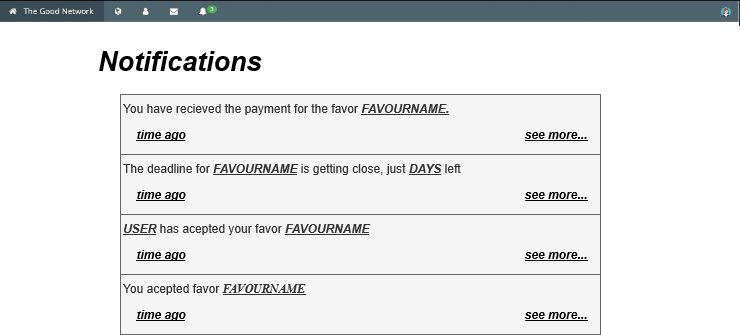 The Good Network 3
Notifications
You have recieved the payment for the favor FAVOURNAME.
time ago see more...
The deadline for FAVOURNAME is getting close, just DAYS left
time ago see more...
USER has acepted your favor FAVOURNAME
time ago see more...
You acepted favor FAVOURNAME
time ago see more...